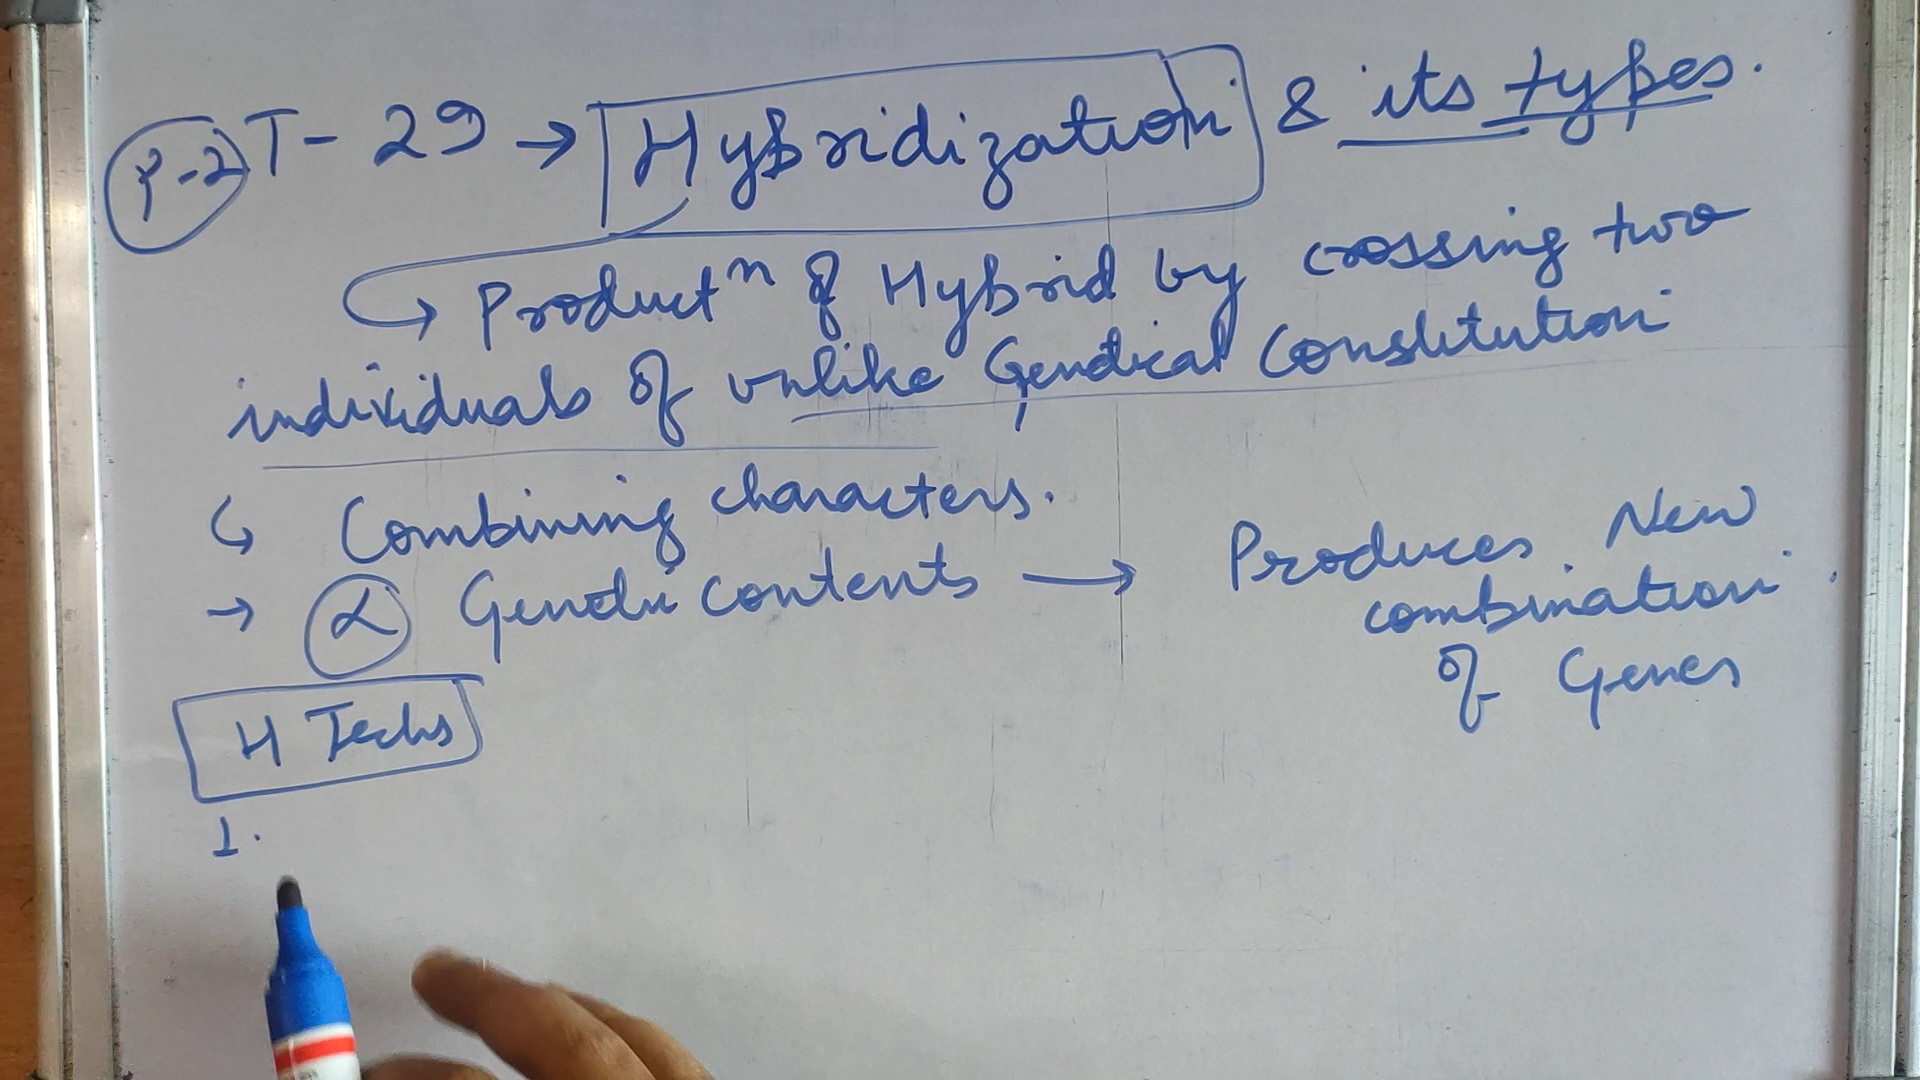 P-2 T-29 → Hybridization & its types.
↳ Productⁿ of Hybrid by crossing two
individuals of unlike Genetical Constitution
↳ Combining characters.
→ 2 Genetic contents → Produces New
combination
of Genes
H Techs
1.